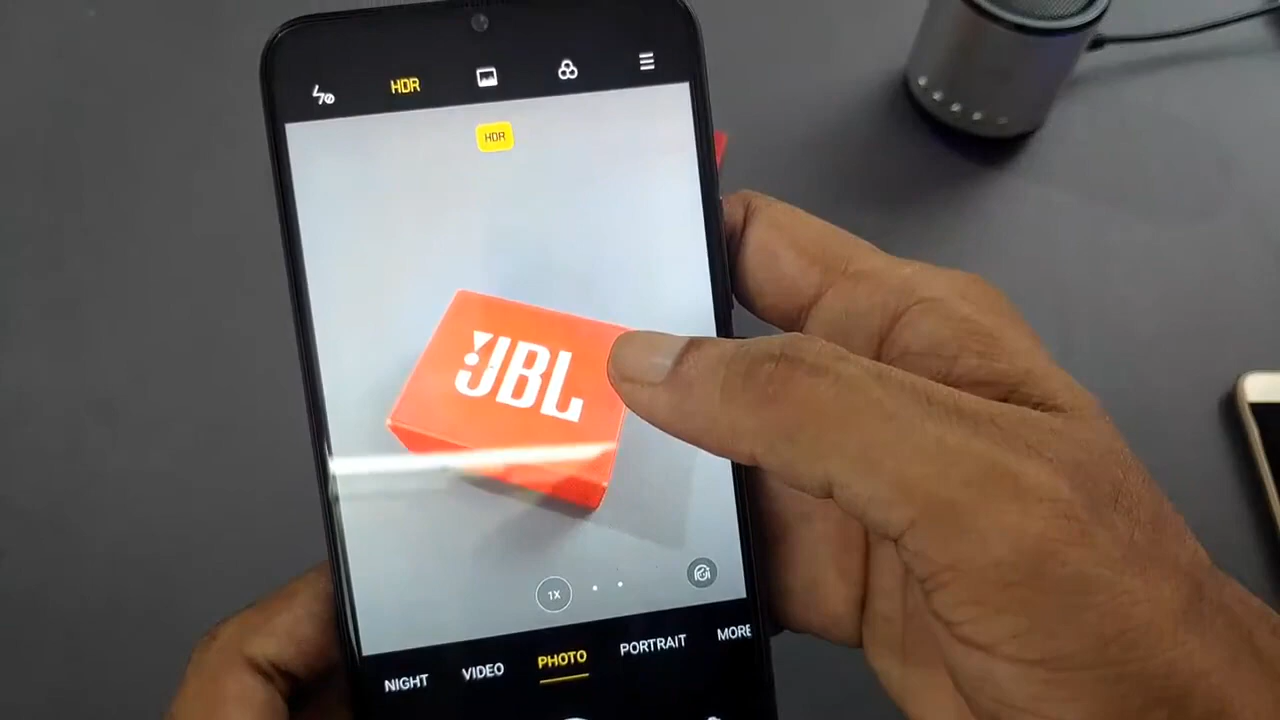 HDR
HDR
JBL
1X
NIGHT VIDEO PHOTO PORTRAIT MORE